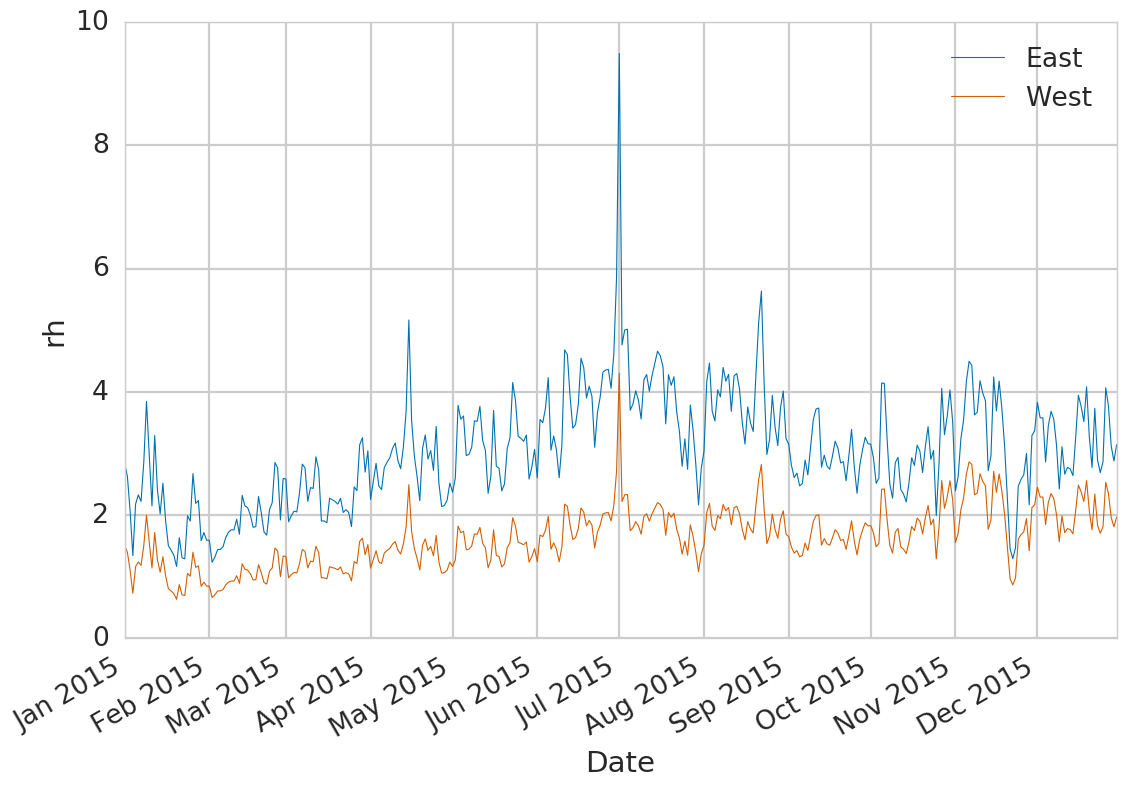 10
8
6
4
2
0
rh
East
West
Jan 2015
Feb 2015
Mar 2015
Apr 2015
May 2015
Jun 2015
Jul 2015
Aug 2015
Sep 2015
Oct 2015
Nov 2015
Dec 2015
Date